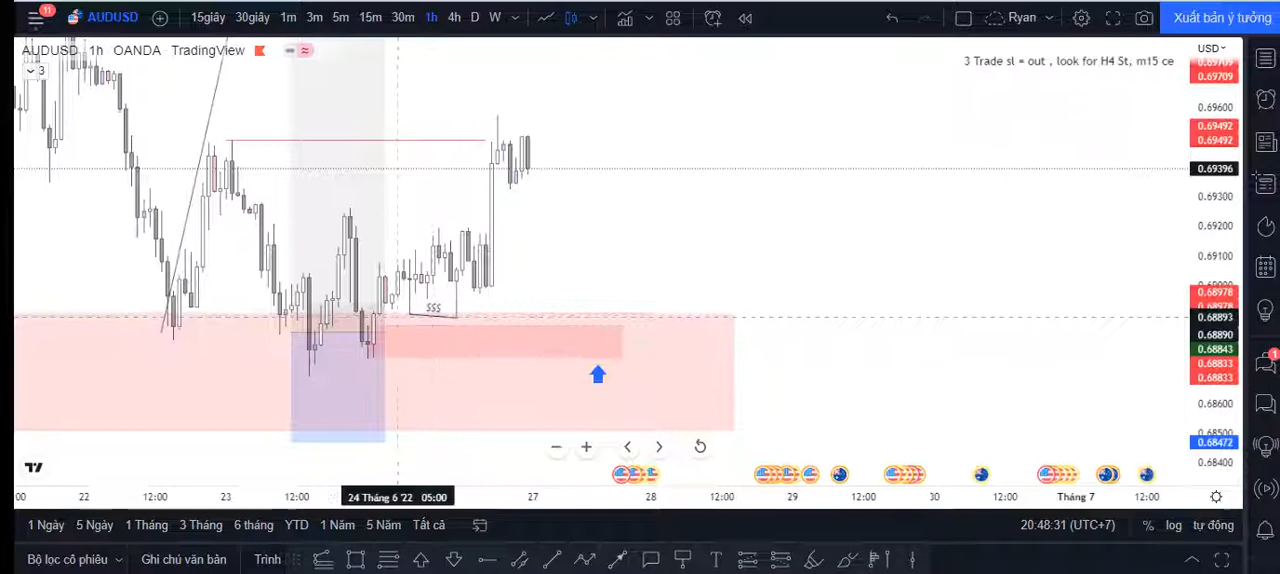 11
AUDUSD
15giây 30giây 1m 3m 5m 15m 30m 1h 4h D W
Ryan
Xuất bản ý tưởng
AUDUSD 1h OANDA TradingView
3
3 Trade sl = out , look for H4 St, m15 ce
USD
0.69709
0.69709
0.69600
0.69492
0.69492
0.69396
0.69300
0.69200
0.69100
0.68978
0.68893
0.68890
0.68843
0.68833
0.68833
0.68600
0.68472
0.68400
$$$
1
:00 22 12:00 23 12:00 24 Tháng 6 '22 05:00 27 28 12:00 29 12:00 30 12:00 Tháng 7 12:00
1 Ngày 5 Ngày 1 Tháng 3 Tháng 6 tháng YTD 1 Năm 5 Năm Tất cả
20:48:31 (UTC+7) % log tự động
Bộ lọc cổ phiếu Ghi chú văn bản Trình